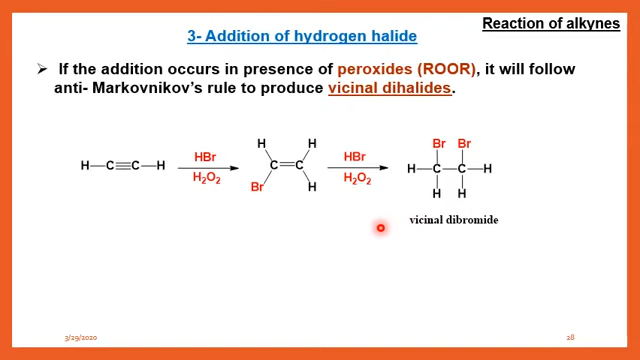 Reaction of alkynes
3- Addition of hydrogen halide
➢ If the addition occurs in presence of peroxides (ROOR), it will follow
anti- Markovnikov's rule to produce vicinal dihalides.
H—C≡C—H
HBr
H₂O₂
H H
C=C
Br H
HBr
H₂O₂
Br Br
H—C—C—H
H H
vicinal dibromide
3/29/2020
28